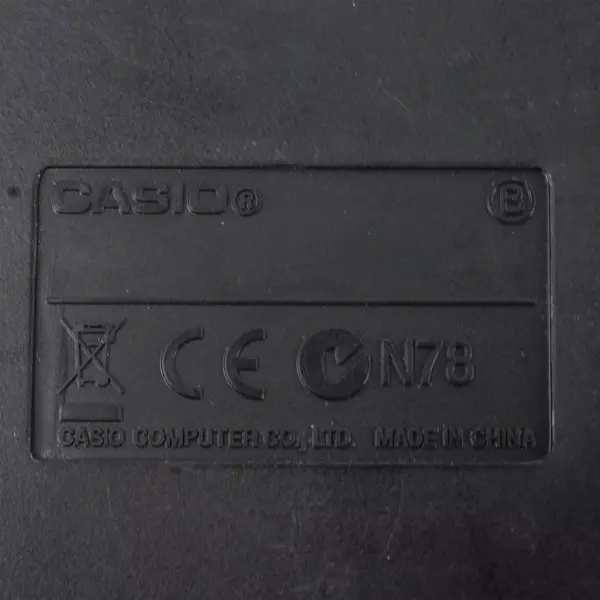 CASIO® Ⓑ
CE N78
CASIO COMPUTER CO., LTD. MADE IN CHINA